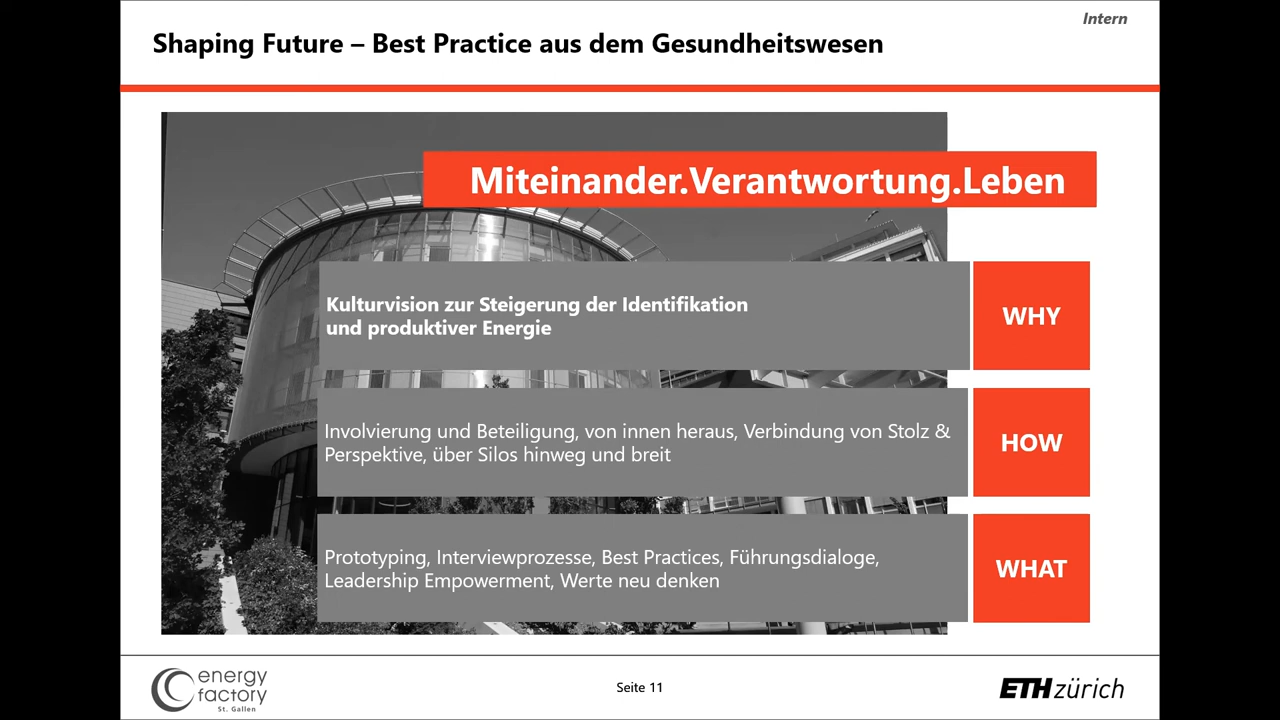 Intern
Shaping Future – Best Practice aus dem Gesundheitswesen
Miteinander.Verantwortung.Leben
Kulturvision zur Steigerung der Identifikation
und produktiver Energie
WHY
Involvierung und Beteiligung, von innen heraus, Verbindung von Stolz &
Perspektive, über Silos hinweg und breit
HOW
Prototyping, Interviewprozesse, Best Practices, Führungsdialoge,
Leadership Empowerment, Werte neu denken
WHAT
energy
factory
St. Gallen
Seite 11
ETH zürich